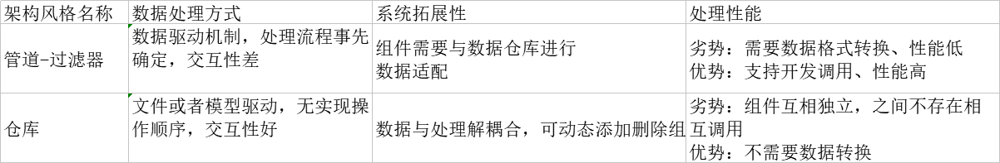 架构风格名称 数据处理方式 系统拓展性 处理性能
管道-过滤器
数据驱动机制，处理流程事先
确定，交互性差
组件需要与数据仓库进行
数据适配
劣势：需要数据格式转换、性能低
优势：支持开发调用、性能高
仓库
文件或者模型驱动，无实现操
作顺序，交互性好
数据与处理解耦合，可动态添加删除组
劣势：组件互相独立，之间不存在相
互调用
优势：不需要数据转换